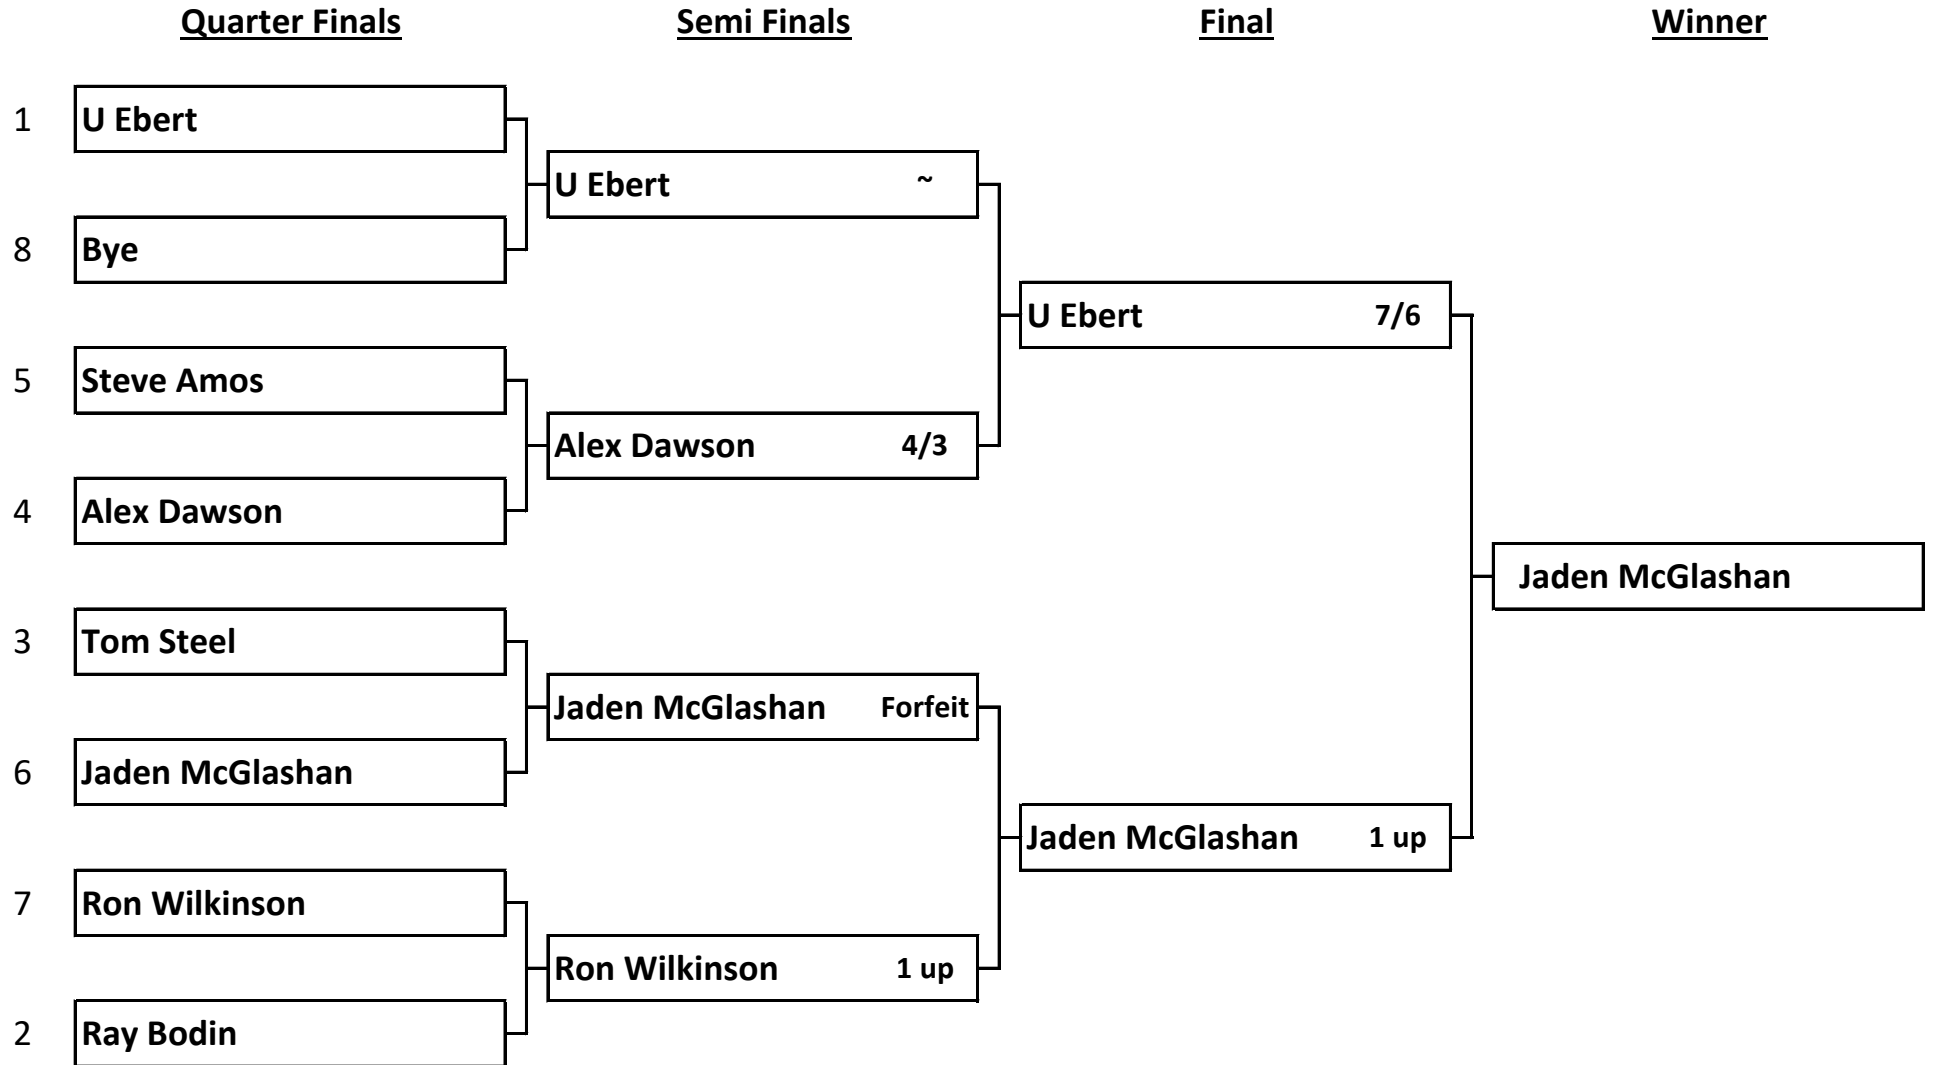 Quarter Finals Semi Finals Final Winner
1 U Ebert
U Ebert ~
8 Bye
U Ebert 7/6
5 Steve Amos
Alex Dawson 4/3
4 Alex Dawson
Jaden McGlashan
3 Tom Steel
Jaden McGlashan Forfeit
6 Jaden McGlashan
Jaden McGlashan 1 up
7 Ron Wilkinson
Ron Wilkinson 1 up
2 Ray Bodin